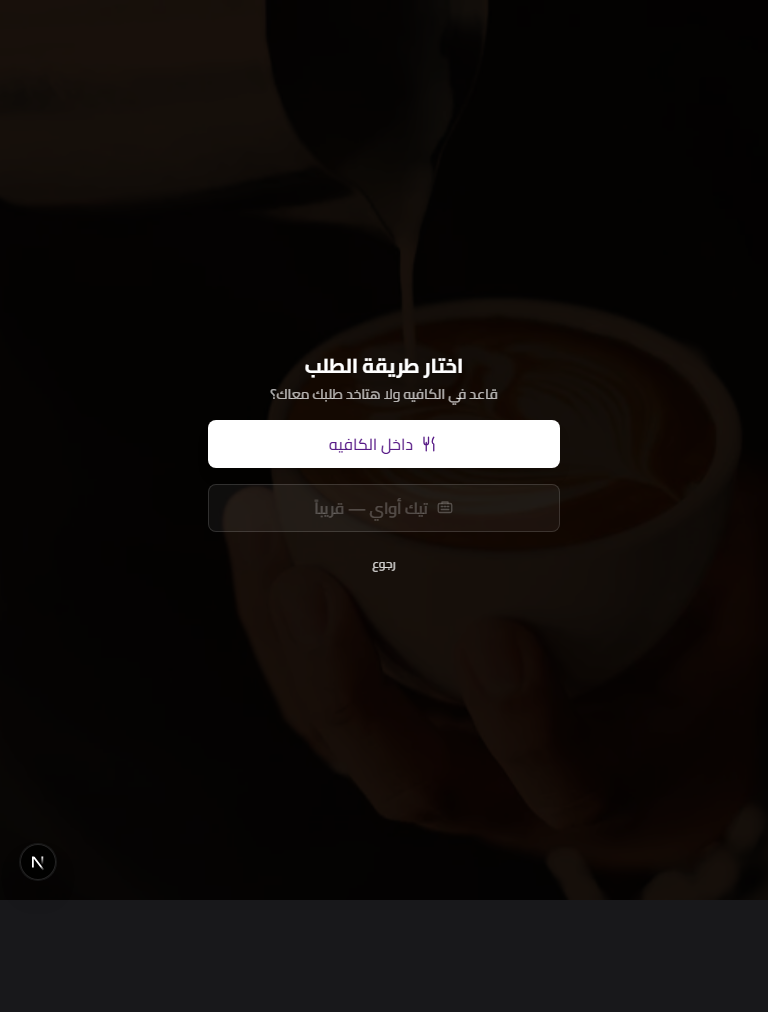 اختار طريقة الطلب
قاعد في الكافيه ولا هتاخد طلبك معاك؟
داخل الكافيه
تيك أواي — قريباً
رجوع
N